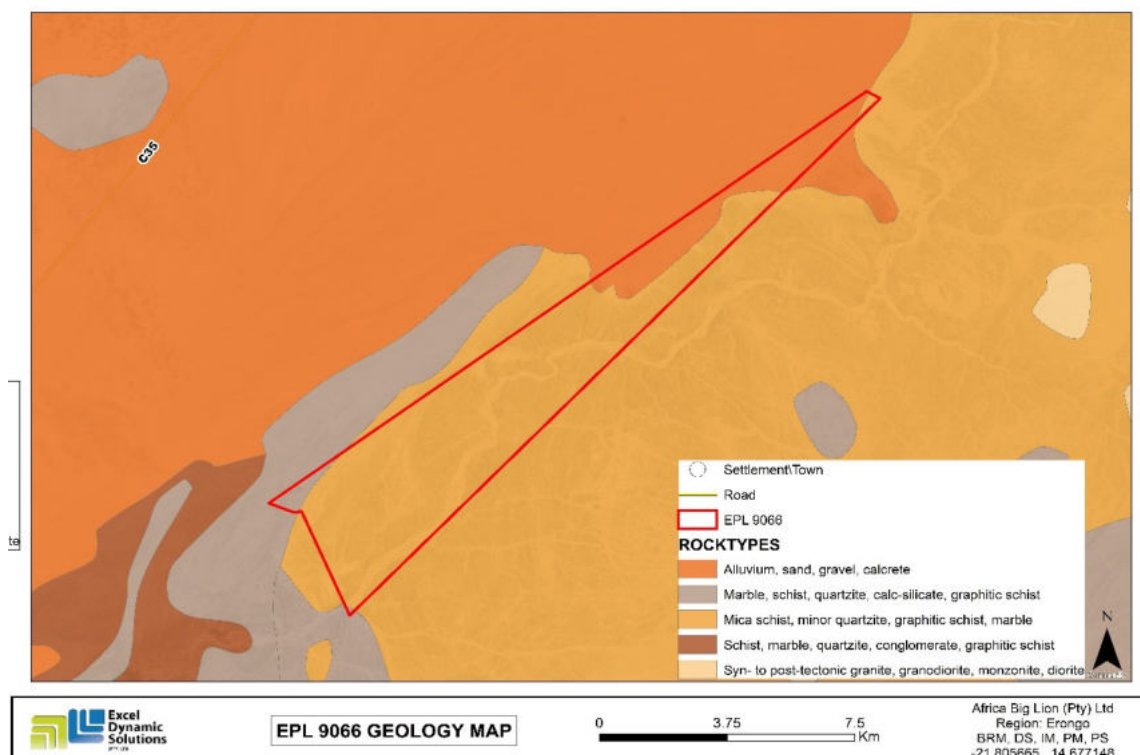 C35
te
Settlement\Town
Road
EPL 9066
ROCKTYPES
Alluvium, sand, gravel, calcrete
Marble, schist, quartzite, calc-silicate, graphitic schist
Mica schist, minor quartzite, graphitic schist, marble
Schist, marble, quartzite, conglomerate, graphitic schist
Syn- to post-tectonic granite, granodiorite, monzonite, diorite
N
Excel
Dynamic
Solutions
EPL 9066 GEOLOGY MAP
0 3.75 7.5
Km
Africa Big Lion (Pty) Ltd
Region: Erongo
BRM, DS, IM, PM, PS
-21.805665 14.677148